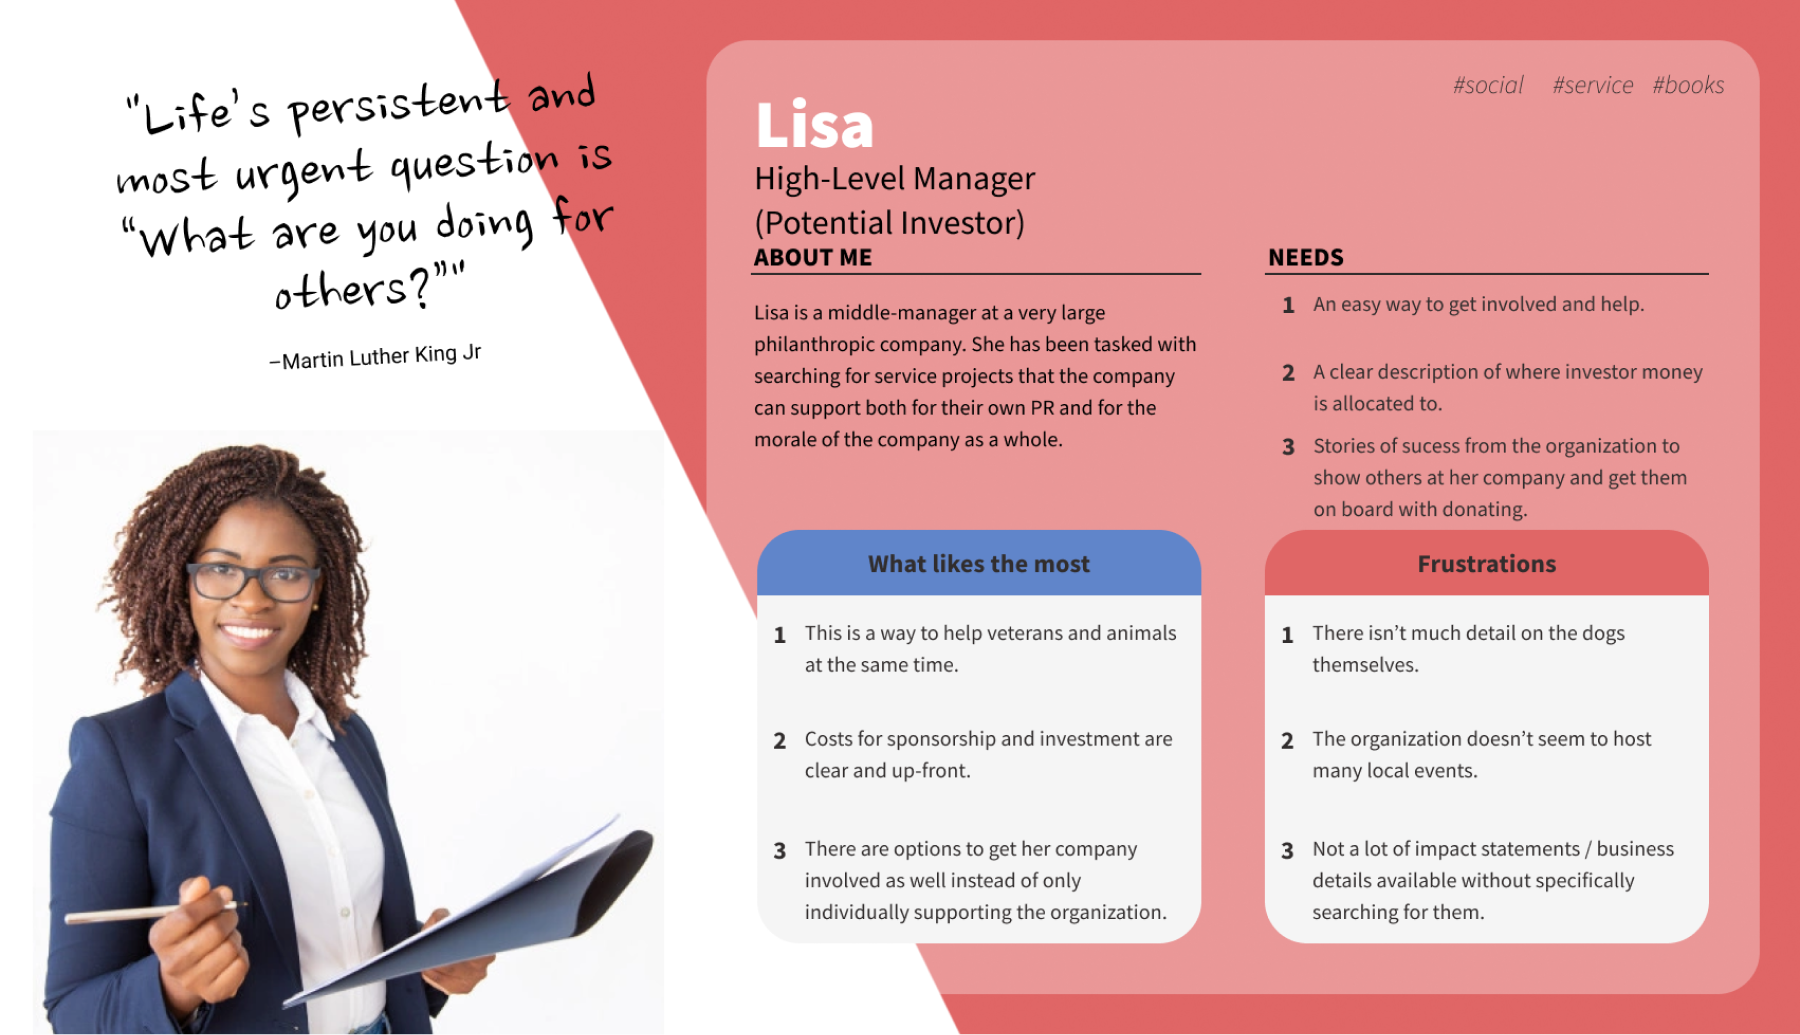 "Life's persistent and
most urgent question is
“What are you doing for
others?”"
–Martin Luther King Jr
#social #service #books
Lisa
High-Level Manager
(Potential Investor)
ABOUT ME
Lisa is a middle-manager at a very large
philanthropic company. She has been tasked with
searching for service projects that the company
can support both for their own PR and for the
morale of the company as a whole.
NEEDS
1 An easy way to get involved and help.
2 A clear description of where investor money
is allocated to.
3 Stories of sucess from the organization to
show others at her company and get them
on board with donating.
What likes the most
1 This is a way to help veterans and animals
at the same time.
2 Costs for sponsorship and investment are
clear and up-front.
3 There are options to get her company
involved as well instead of only
individually supporting the organization.
Frustrations
1 There isn’t much detail on the dogs
themselves.
2 The organization doesn’t seem to host
many local events.
3 Not a lot of impact statements / business
details available without specifically
searching for them.